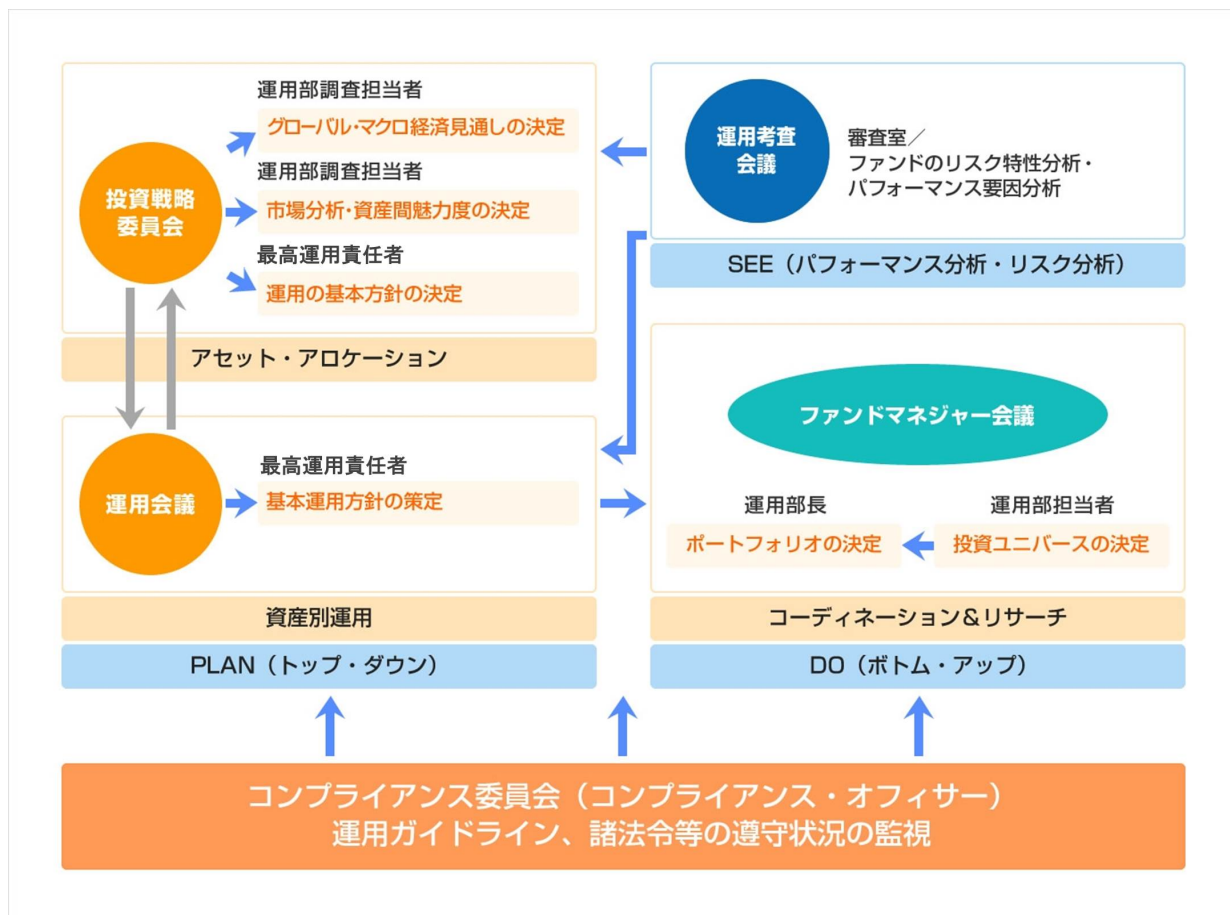 投資戦略
委員会
運用部調査担当者
グローバル・マクロ経済見通しの決定
運用部調査担当者
市場分析・資産間魅力度の決定
最高運用責任者
運用の基本方針の決定
アセット・アロケーション
運用会議
最高運用責任者
基本運用方針の策定
資産別運用
PLAN（トップ・ダウン）
運用考査
会議
審査室／
ファンドのリスク特性分析・
パフォーマンス要因分析
SEE（パフォーマンス分析・リスク分析）
ファンドマネジャー会議
運用部長
ポートフォリオの決定
運用部担当者
投資ユニバースの決定
コーディネーション＆リサーチ
DO（ボトム・アップ）
コンプライアンス委員会（コンプライアンス・オフィサー）
運用ガイドライン、諸法令等の遵守状況の監視